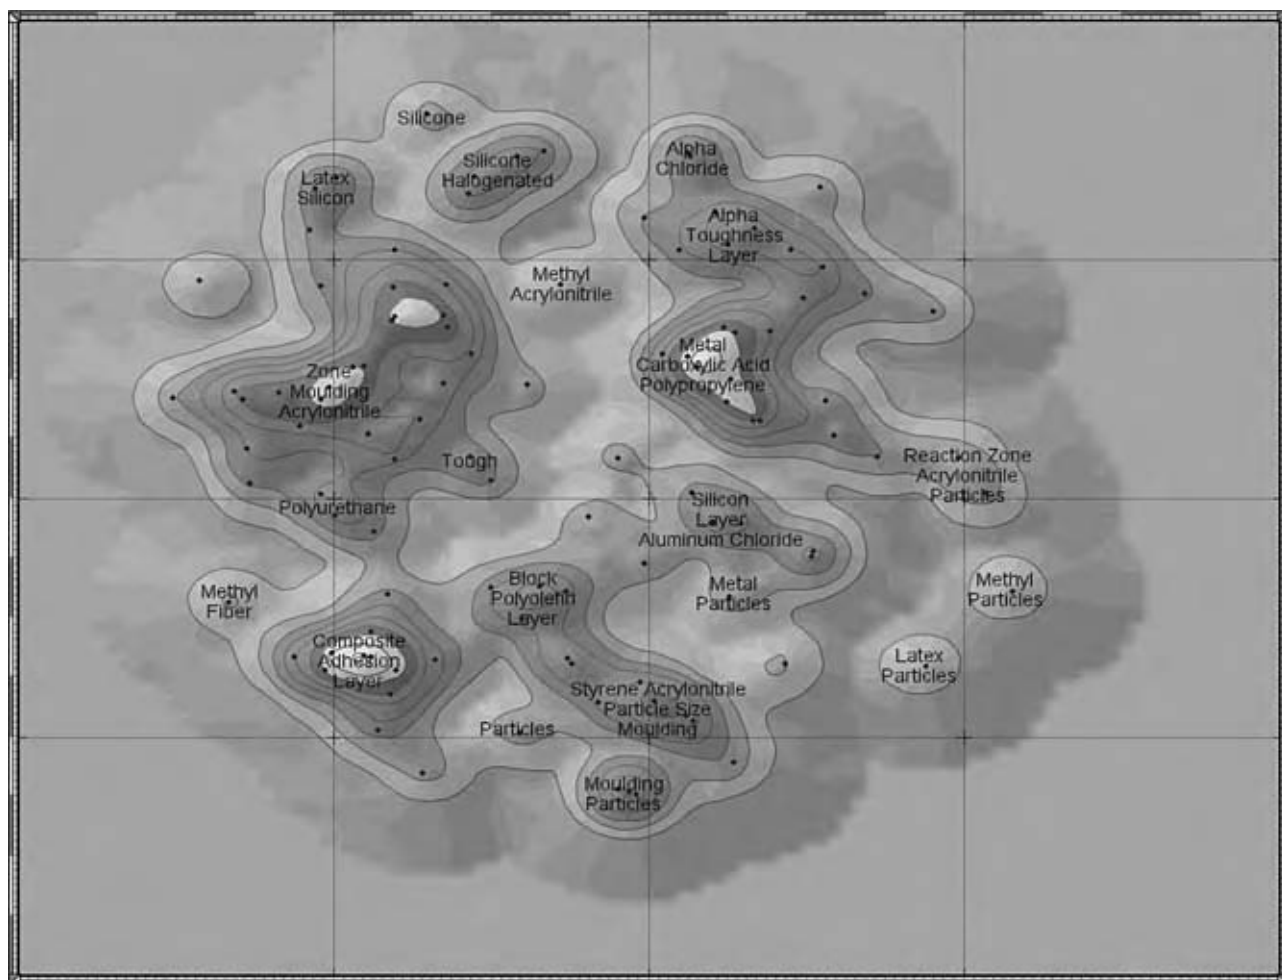 Silicone
Silicone
Halogenated
Alpha
Chloride
Latex
Silicon
Alpha
Toughness
Layer
Methyl
Acrylonitrile
Metal
Carboxylic Acid
Polypropylene
Zone
Moulding
Acrylonitrile
Tough
Reaction Zone
Acrylonitrile
Particles
Polyurethane
Silicon
Layer
Aluminum Chloride
Block
Polyolefin
Layer
Metal
Particles
Methyl
Particles
Methyl
Fiber
Composite
Adhesion
Layer
Latex
Particles
Styrene Acrylonitrile
Particle Size
Moulding
Particles
Moulding
Particles